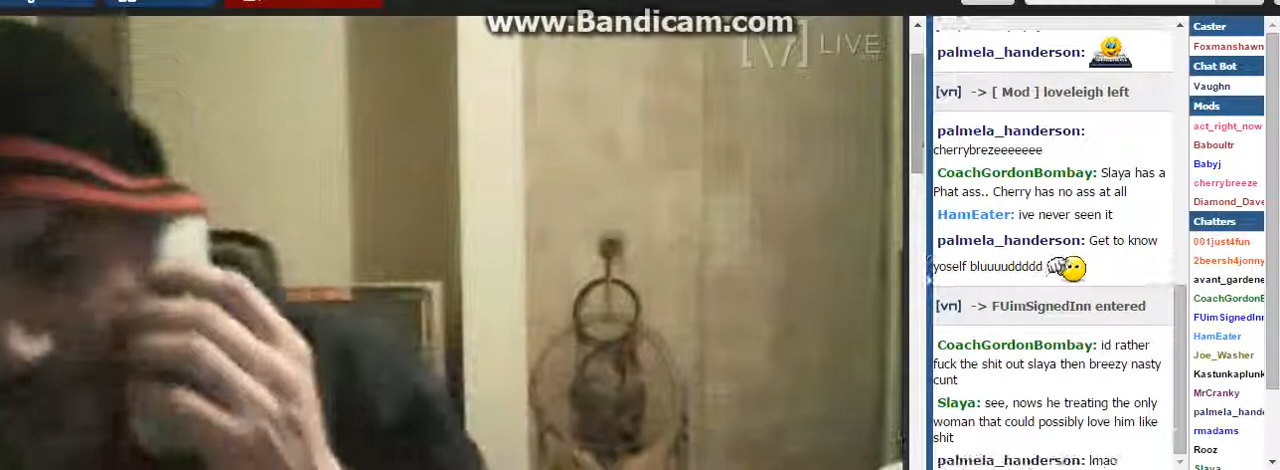 www.Bandicam.com
[V] LIVE
palmela_handerson:
[vn] -> [ Mod ] loveleigh left
palmela_handerson:
cherrybrezeeeeeee
CoachGordonBombay: Slaya has a
Phat ass.. Cherry has no ass at all
HamEater: ive never seen it
palmela_handerson: Get to know
yoself bluuuuddddd
[vn] -> FUimSignedInn entered
CoachGordonBombay: id rather
fuck the shit out slaya then breezy nasty
cunt
Slaya: see, nows he treating the only
woman that could possibly love him like
shit
palmela_handerson: lmao
Caster
Foxmanshawn
Chat Bot
Vaughn
Mods
act_right_now
Baboultr
Babyj
cherrybreeze
Diamond_Dave
Chatters
001just4fun
2beersh4jonny
avant_gardene
CoachGordonB
FUimSignedInn
HamEater
Joe_Washer
Kastunkaplunk
MrCranky
palmela_hande
rmadams
Rooz
Slaya